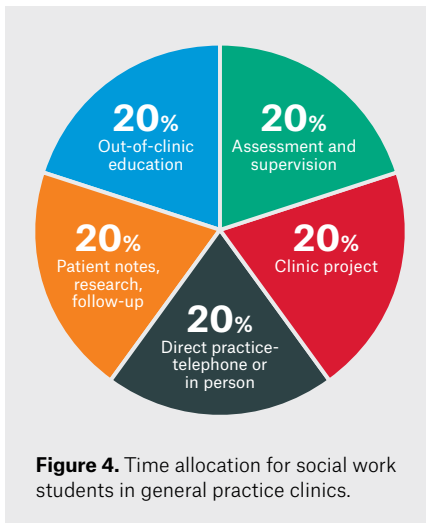 20%
Out-of-clinic
education
20%
Assessment and
supervision
20%
Patient notes,
research,
follow-up
20%
Clinic project
20%
Direct practice-
telephone or
in person
Figure 4. Time allocation for social work
students in general practice clinics.